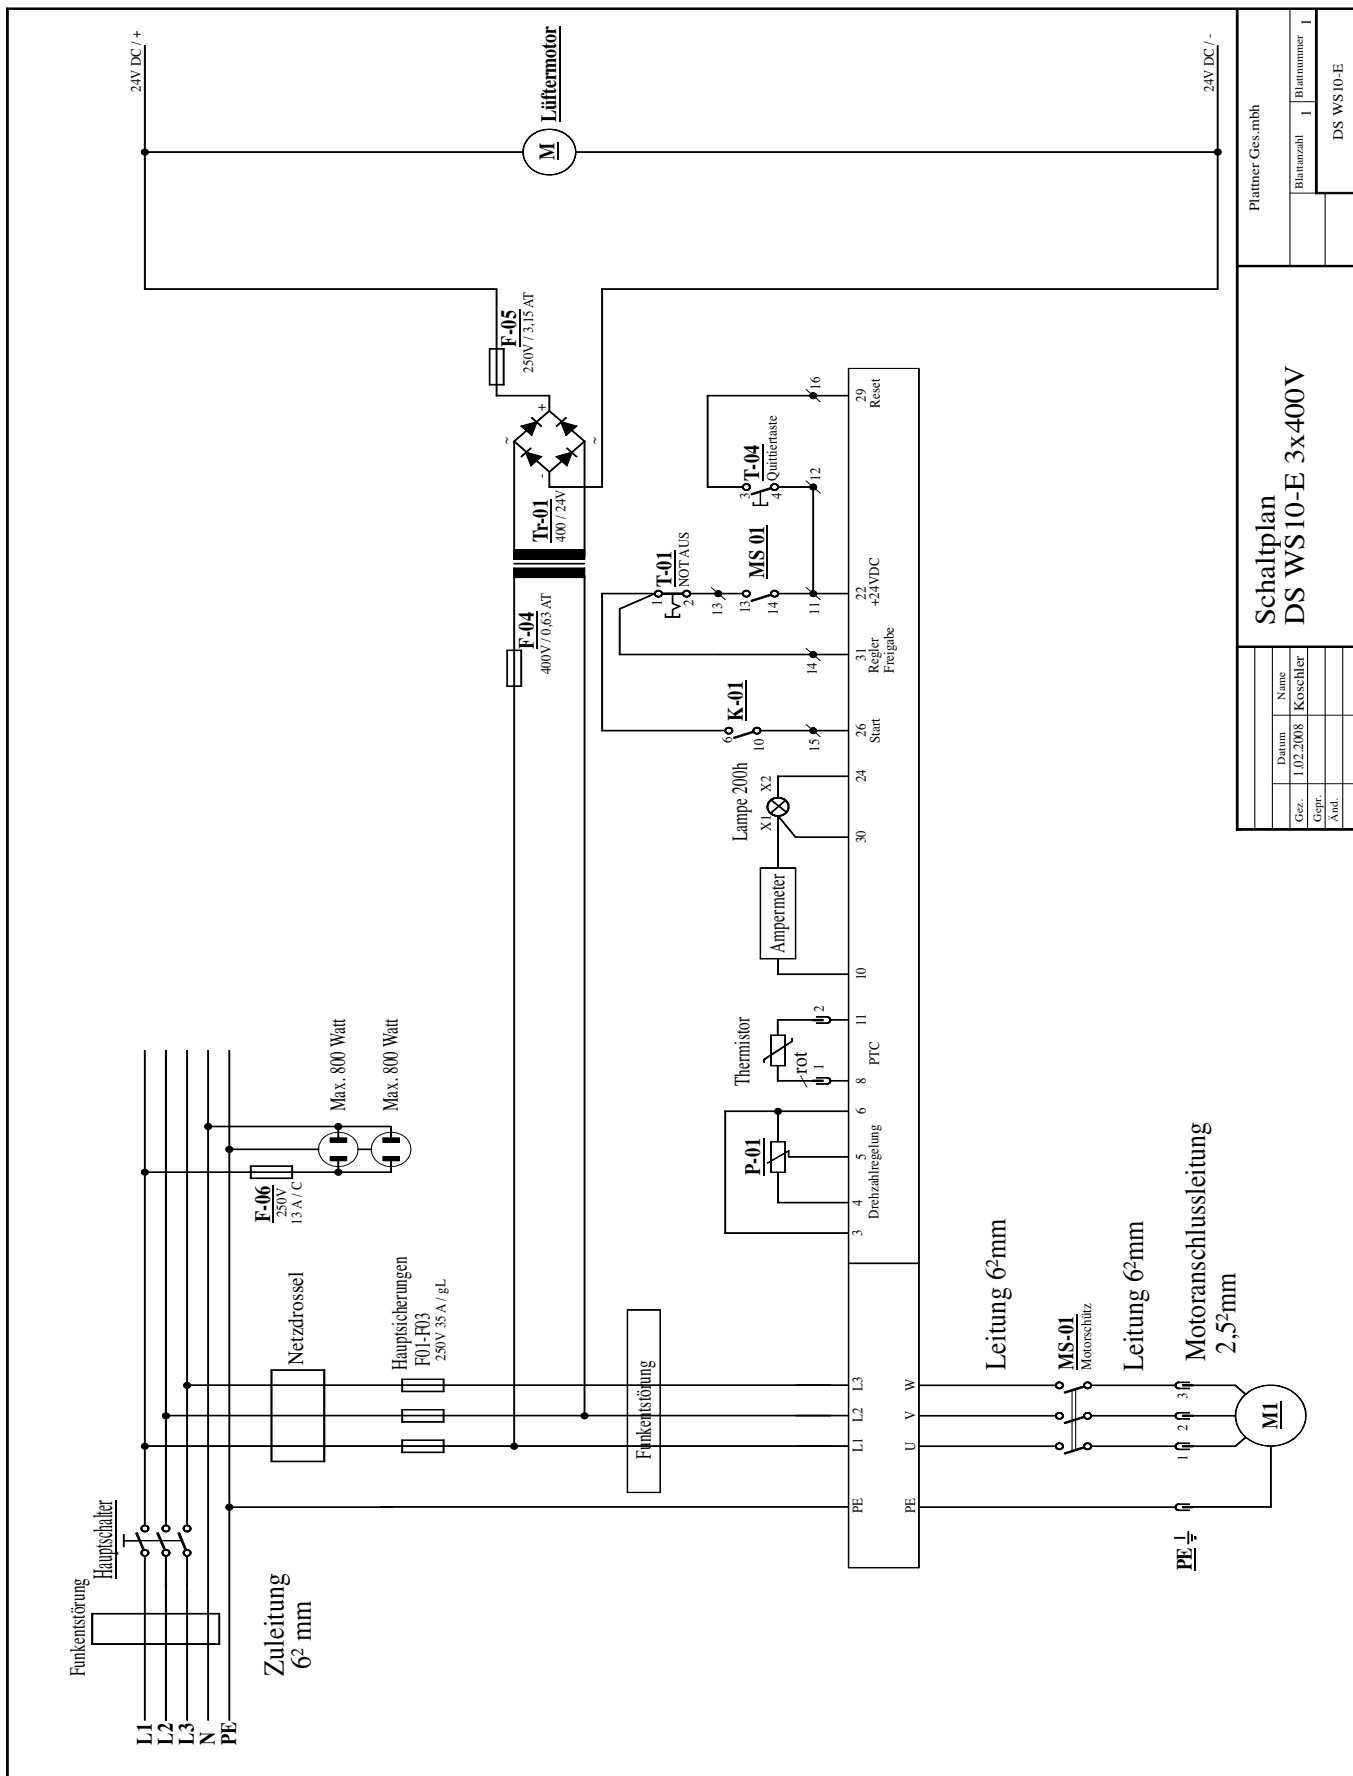 Funkentstörung
Hauptschalter
L1
L2
L3
N
PE
Zuleitung
6² mm
Netzdrossel
Hauptsicherungen
F01-F03
250V 35 A / gL
F-06
250V
13 A / C
Max. 800 Watt
Max. 800 Watt
24V DC / +
Lüftermotor
M
24V DC / -
F-04
400V / 0,63 AT
Tr-01
400 / 24V
~
+
-
~
F-05
250V / 3,15 AT
Funkentstörung
P-01
Thermistor
rot
1
2
Ampermeter
Lampe 200h
X1
X2
K-01
6
10
15
14
T-01
NOT AUS
1
2
13
MS 01
13
14
11
T-04
Quittiertaste
3
4
12
16
PE
L1
L2
L3
3
4
5
6
Drehzahlregelung
8
11
PTC
10
30
24
26
Start
31
Regler
Freigabe
22
+24VDC
29
Reset
PE
U
V
W
Leitung 6²mm
MS-01
Motorschütz
Leitung 6²mm
Motoranschlussleitung
2,5²mm
PE
1
2
3
M1
Datum
Name
Gez.
1.02.2008
Koschler
Gepr.
Änd.
Schaltplan
DS WS10-E 3x400V
Plattner Ges.mbh
Blattanzahl 1
Blattnummer 1
DS WS10-E